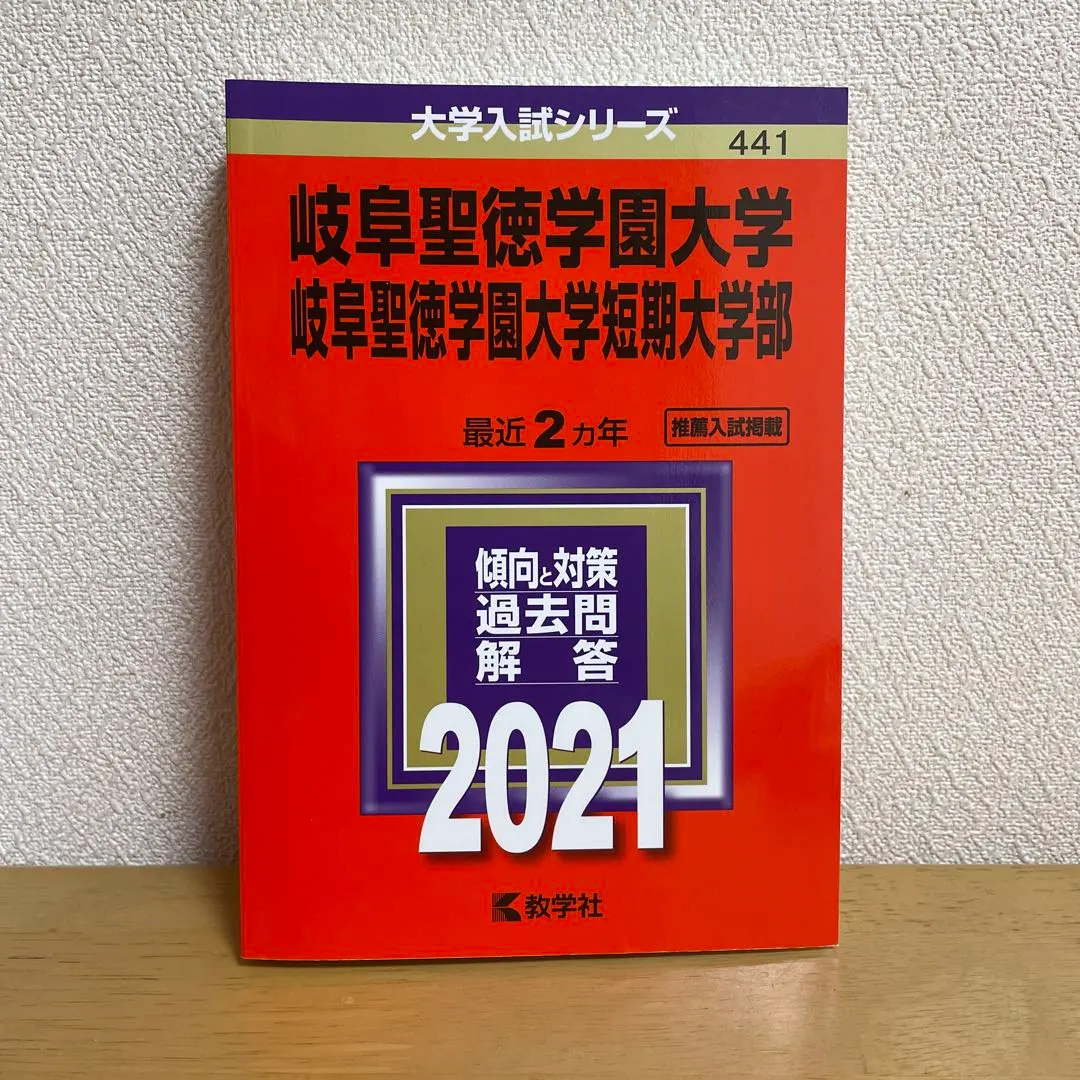 大学入試シリーズ
441
岐阜聖徳学園大学
岐阜聖徳学園大学短期大学部
最近2カ年
推薦入試掲載
傾向と対策
過去問
解答
2021
教学社